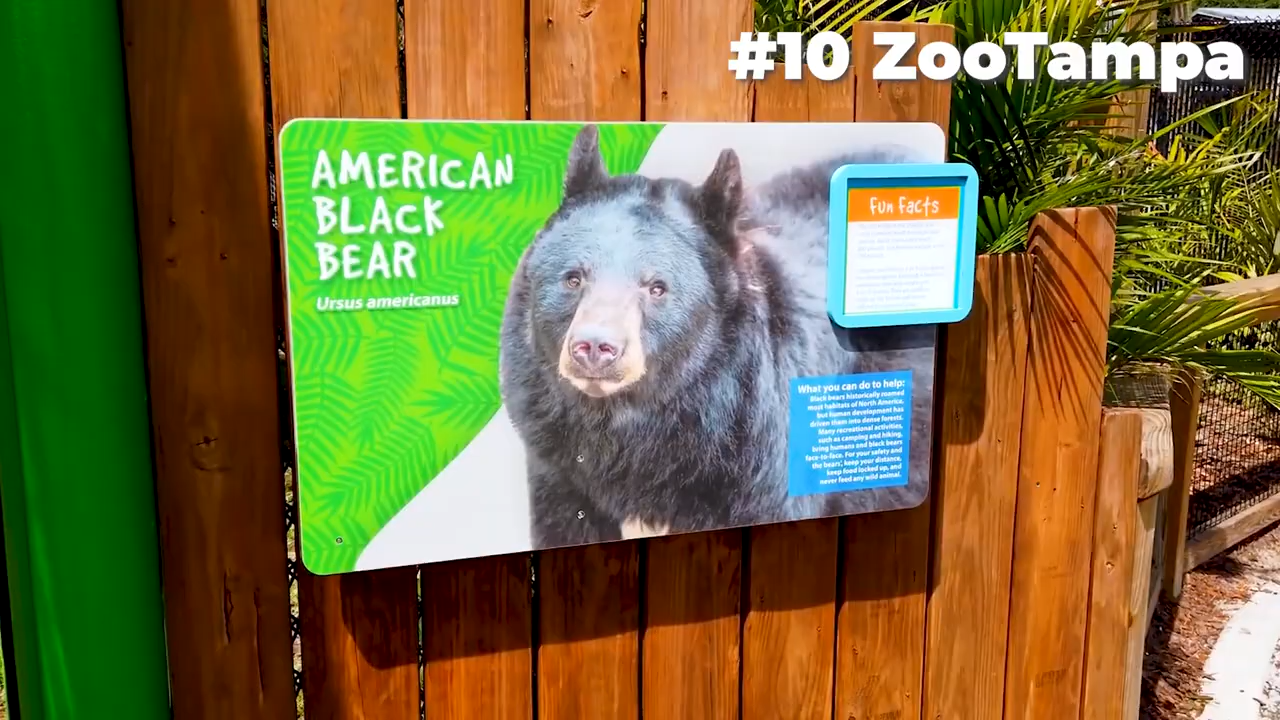 #10 ZooTampa
AMERICAN
BLACK
BEAR
Ursus americanus
Fun Facts
What you can do to help:
Black bears historically roamed
most habitats of North America,
but human development has
driven them into dense forests.
Many recreational activities,
such as camping and hiking,
bring humans and black bears
face-to-face. For your safety and
the bears', keep your distance,
keep food locked up, and
never feed any wild animal.